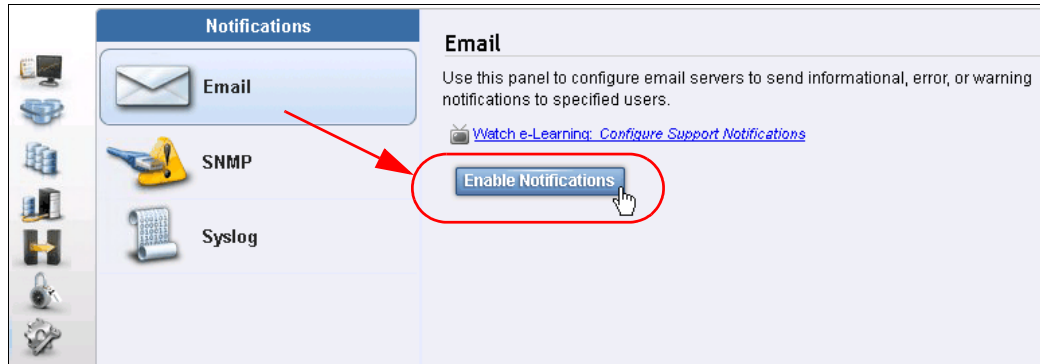 Notifications
Email
SNMP
Syslog
Email
Use this panel to configure email servers to send informational, error, or warning
notifications to specified users.
Watch e-Learning: Configure Support Notifications
Enable Notifications